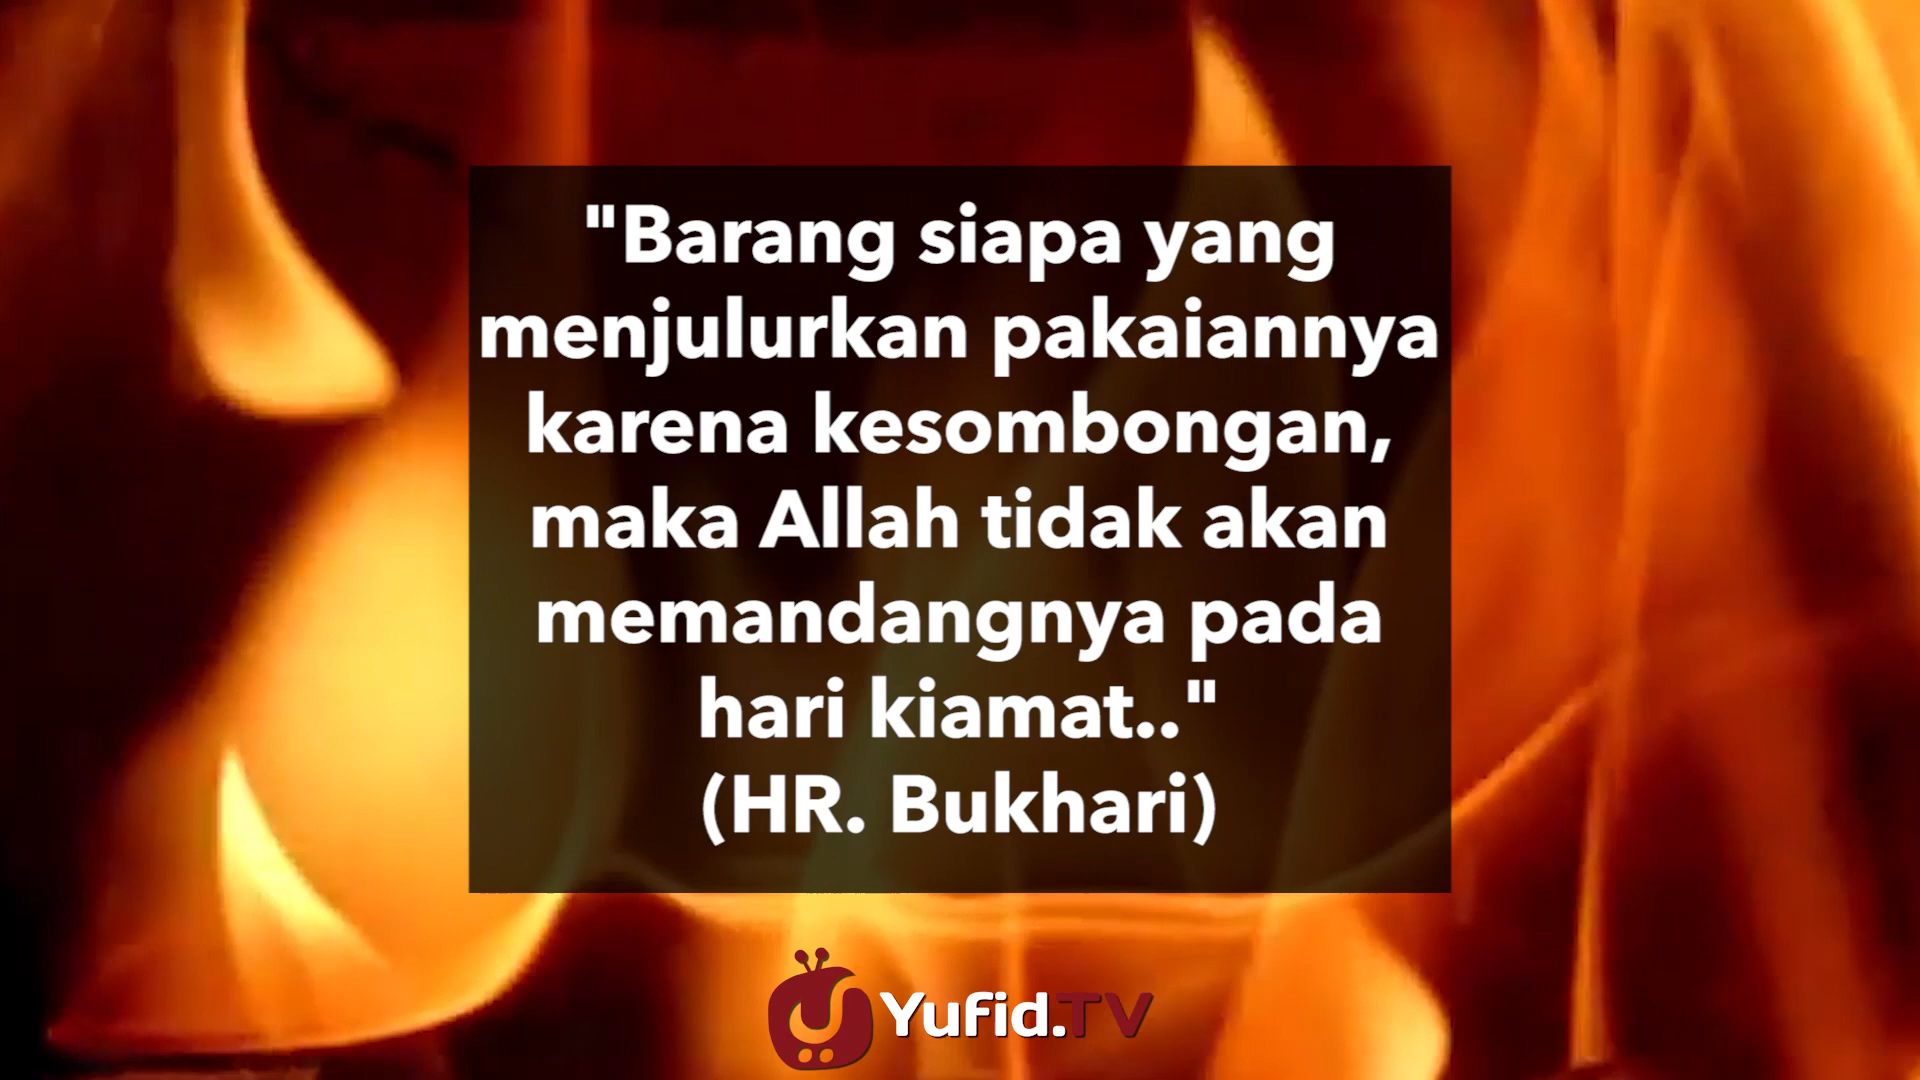 "Barang siapa yang
menjulurkan pakaiannya
karena kesombongan,
maka Allah tidak akan
memandangnya pada
hari kiamat.."
(HR. Bukhari)
Yufid.TV